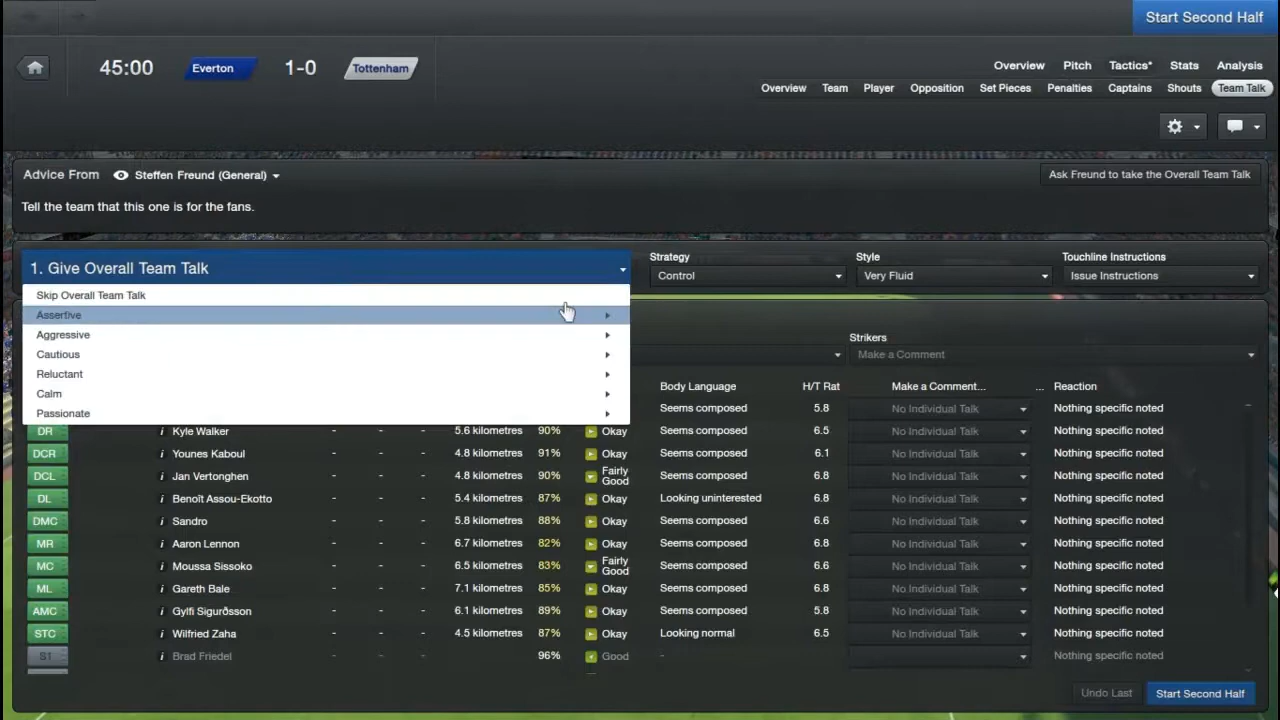 Start Second Half
45:00 Everton 1-0 Tottenham
Overview Pitch Tactics* Stats Analysis
Overview Team Player Opposition Set Pieces Penalties Captains Shouts Team Talk
Advice From Steffen Freund (General) Ask Freund to take the Overall Team Talk
Tell the team that this one is for the fans.
1. Give Overall Team Talk
Strategy Style Touchline Instructions
Control Very Fluid Issue Instructions
Skip Overall Team Talk
Assertive
Aggressive
Cautious
Reluctant
Calm
Passionate
Strikers
Make a Comment
Body Language H/T Rat Make a Comment... ... Reaction
Seems composed 5.8 No Individual Talk Nothing specific noted
DR i Kyle Walker - - - 5.6 kilometres 90% Okay Seems composed 6.5 No Individual Talk Nothing specific noted
DCR i Younes Kaboul - - - 4.8 kilometres 91% Okay Seems composed 6.1 No Individual Talk Nothing specific noted
DCL i Jan Vertonghen - - - 4.8 kilometres 90% Fairly Good Seems composed 6.8 No Individual Talk Nothing specific noted
DL i Benoît Assou-Ekotto - - - 5.4 kilometres 87% Okay Looking uninterested 6.8 No Individual Talk Nothing specific noted
DMC i Sandro - - - 5.8 kilometres 88% Okay Seems composed 6.6 No Individual Talk Nothing specific noted
MR i Aaron Lennon - - - 6.7 kilometres 82% Okay Seems composed 6.8 No Individual Talk Nothing specific noted
MC i Moussa Sissoko - - - 6.5 kilometres 83% Fairly Good Seems composed 6.6 No Individual Talk Nothing specific noted
ML i Gareth Bale - - - 7.1 kilometres 85% Okay Seems composed 6.8 No Individual Talk Nothing specific noted
AMC i Gylfi Sigurðsson - - - 6.1 kilometres 89% Okay Seems composed 5.8 No Individual Talk Nothing specific noted
STC i Wilfried Zaha - - - 4.5 kilometres 87% Okay Looking normal 6.5 No Individual Talk Nothing specific noted
S1 i Brad Friedel 96% Good - Nothing specific noted
Undo Last Start Second Half